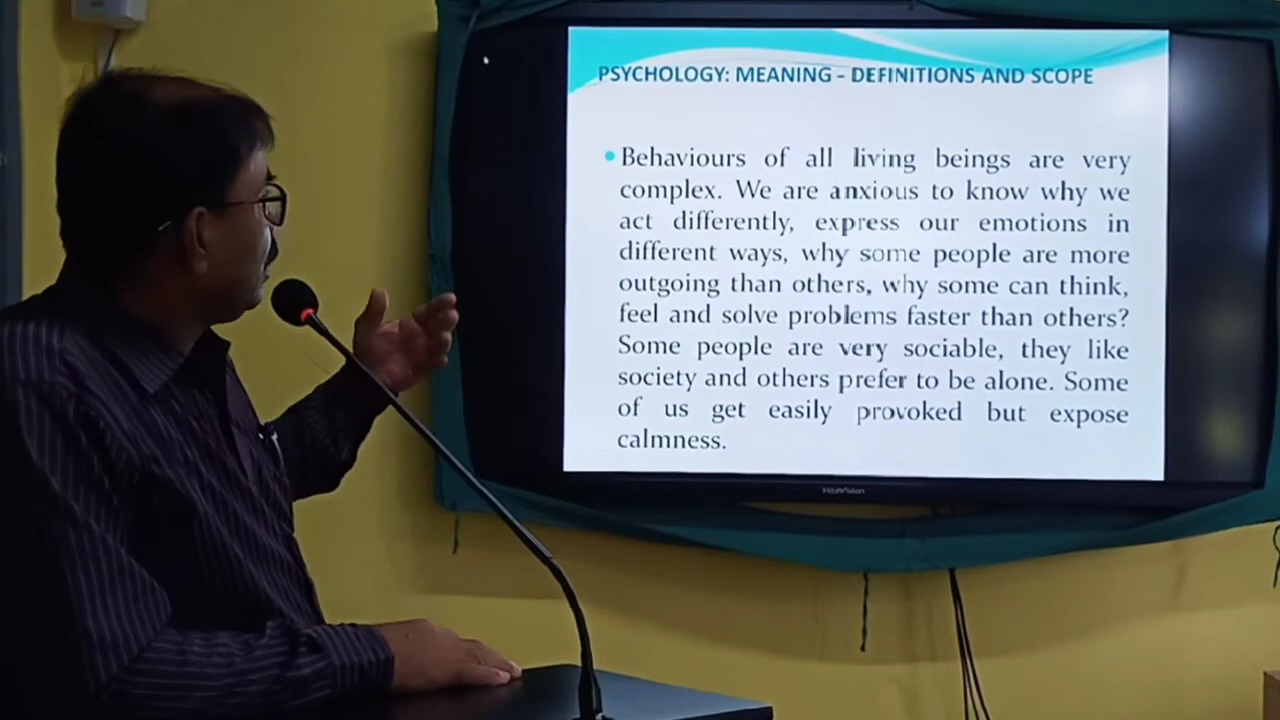 PSYCHOLOGY: MEANING - DEFINITIONS AND SCOPE
• Behaviours of all living beings are very
complex. We are anxious to know why we
act differently, express our emotions in
different ways, why some people are more
outgoing than others, why some can think,
feel and solve problems faster than others?
Some people are very sociable, they like
society and others prefer to be alone. Some
of us get easily provoked but expose
calmness.
HiteVision